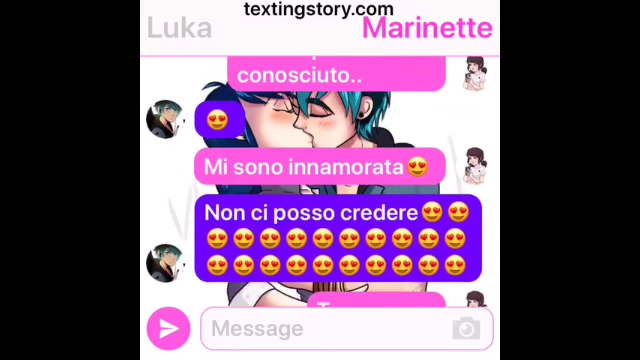 textingstory.com
Luka
Marinette
conosciuto..
😍
Mi sono innamorata😍
Non ci posso credere😍😍
😍😍😍😍😍😍😍😍😍😍
😍😍😍😍😍😍😍😍😍😍
Message